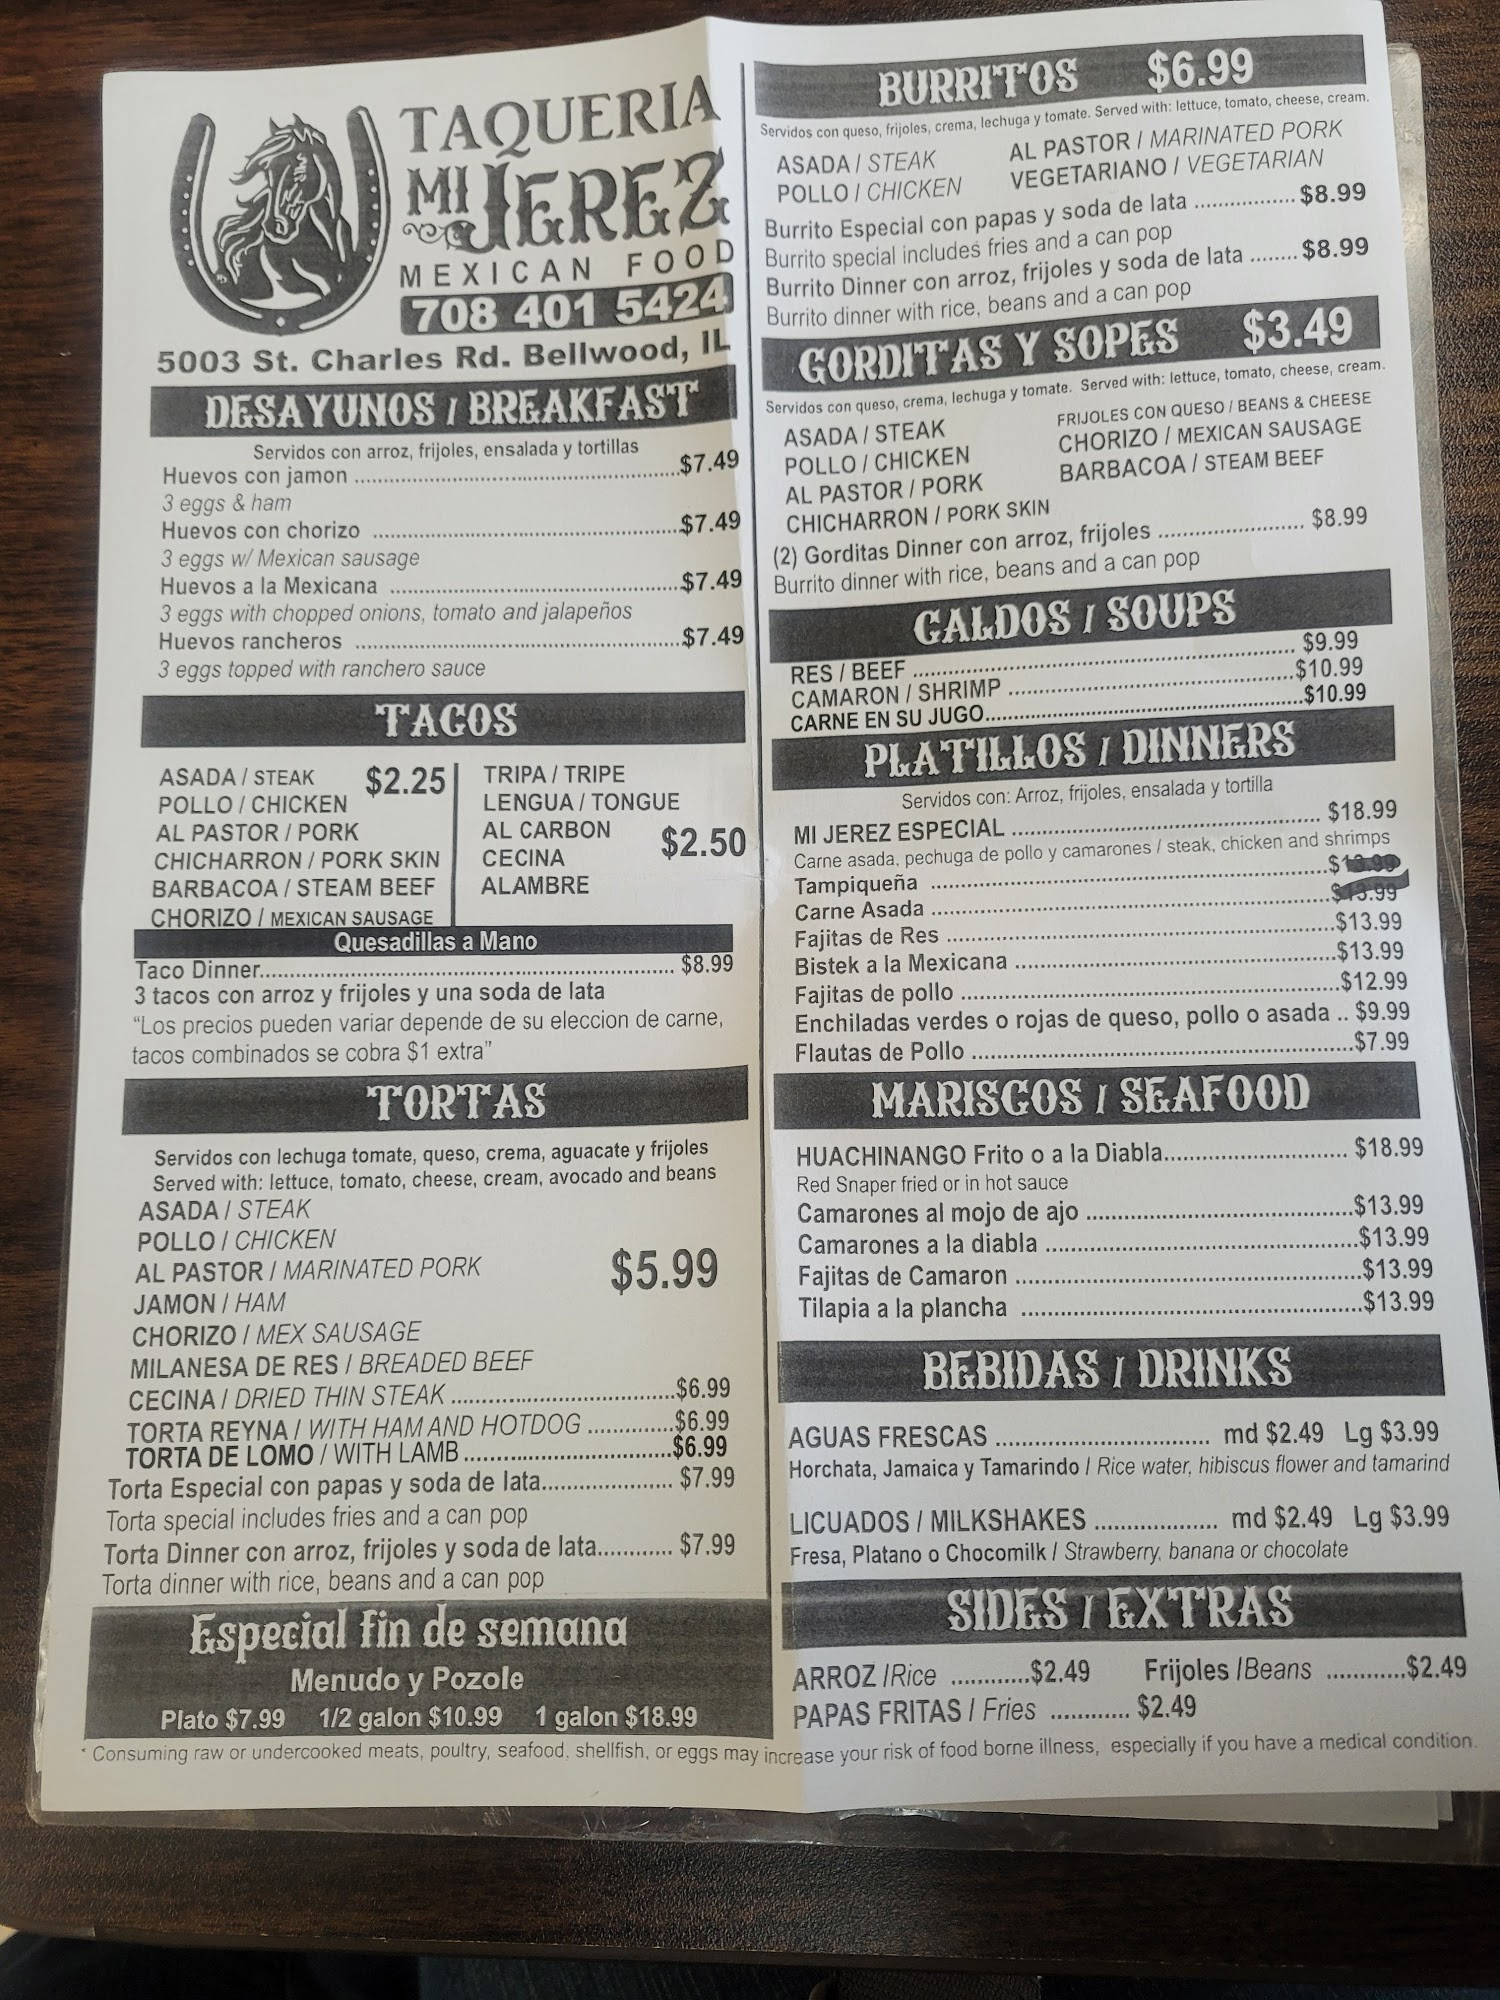 TAQUERIA
MI JEREZ
MEXICAN FOOD
708 401 5424
5003 St. Charles Rd. Bellwood, IL
DESAYUNOS / BREAKFAST
Servidos con arroz, frijoles, ensalada y tortillas
Huevos con jamon ........ $7.49
3 eggs & ham
Huevos con chorizo ........ $7.49
3 eggs w/ Mexican sausage
Huevos a la Mexicana ........ $7.49
3 eggs with chopped onions, tomato and jalapeños
Huevos rancheros ........ $7.49
3 eggs topped with ranchero sauce
TACOS
ASADA / STEAK $2.25
POLLO / CHICKEN
AL PASTOR / PORK
CHICHARRON / PORK SKIN
BARBACOA / STEAM BEEF
CHORIZO / MEXICAN SAUSAGE
TRIPA / TRIPE
LENGUA / TONGUE
AL CARBON $2.50
CECINA
ALAMBRE
Quesadillas a Mano
Taco Dinner........ $8.99
3 tacos con arroz y frijoles y una soda de lata
“Los precios pueden variar depende de su eleccion de carne,
tacos combinados se cobra $1 extra”
TORTAS
Servidos con lechuga tomate, queso, crema, aguacate y frijoles
Served with: lettuce, tomato, cheese, cream, avocado and beans
ASADA / STEAK
POLLO / CHICKEN
AL PASTOR / MARINATED PORK $5.99
JAMON / HAM
CHORIZO / MEX SAUSAGE
MILANESA DE RES / BREADED BEEF
CECINA / DRIED THIN STEAK ........ $6.99
TORTA REYNA / WITH HAM AND HOTDOG ........ $6.99
TORTA DE LOMO / WITH LAMB ........ $6.99
Torta Especial con papas y soda de lata........ $7.99
Torta special includes fries and a can pop
Torta Dinner con arroz, frijoles y soda de lata........ $7.99
Torta dinner with rice, beans and a can pop
Especial fin de semana
Menudo y Pozole
Plato $7.99 1/2 galon $10.99 1 galon $18.99
BURRITOS $6.99
Servidos con queso, frijoles, crema, lechuga y tomate. Served with: lettuce, tomato, cheese, cream.
ASADA / STEAK AL PASTOR / MARINATED PORK
POLLO / CHICKEN VEGETARIANO / VEGETARIAN
Burrito Especial con papas y soda de lata ........ $8.99
Burrito special includes fries and a can pop
Burrito Dinner con arroz, frijoles y soda de lata ........ $8.99
Burrito dinner with rice, beans and a can pop
GORDITAS Y SOPES $3.49
Servidos con queso, crema, lechuga y tomate. Served with: lettuce, tomato, cheese, cream.
ASADA / STEAK FRIJOLES CON QUESO / BEANS & CHEESE
POLLO / CHICKEN CHORIZO / MEXICAN SAUSAGE
AL PASTOR / PORK BARBACOA / STEAM BEEF
CHICHARRON / PORK SKIN
(2) Gorditas Dinner con arroz, frijoles ........ $8.99
Burrito dinner with rice, beans and a can pop
CALDOS / SOUPS
RES / BEEF ........ $9.99
CAMARON / SHRIMP ........ $10.99
CARNE EN SU JUGO........ $10.99
PLATILLOS / DINNERS
Servidos con: Arroz, frijoles, ensalada y tortilla
MI JEREZ ESPECIAL ........ $18.99
Carne asada, pechuga de pollo y camarones / steak, chicken and shrimps
Tampiqueña ........ $13.99
Carne Asada ........ $13.99
Fajitas de Res ........ $13.99
Bistek a la Mexicana ........ $13.99
Fajitas de pollo ........ $12.99
Enchiladas verdes o rojas de queso, pollo o asada .. $9.99
Flautas de Pollo ........ $7.99
MARISCOS / SEAFOOD
HUACHINANGO Frito o a la Diabla........ $18.99
Red Snaper fried or in hot sauce
Camarones al mojo de ajo ........ $13.99
Camarones a la diabla ........ $13.99
Fajitas de Camaron ........ $13.99
Tilapia a la plancha ........ $13.99
BEBIDAS / DRINKS
AGUAS FRESCAS ........ md $2.49 Lg $3.99
Horchata, Jamaica y Tamarindo / Rice water, hibiscus flower and tamarind
LICUADOS / MILKSHAKES ........ md $2.49 Lg $3.99
Fresa, Platano o Chocomilk / Strawberry, banana or chocolate
SIDES / EXTRAS
ARROZ /Rice ........ $2.49 Frijoles /Beans ........ $2.49
PAPAS FRITAS / Fries ........ $2.49
* Consuming raw or undercooked meats, poultry, seafood, shellfish, or eggs may increase your risk of food borne illness, especially if you have a medical condition.